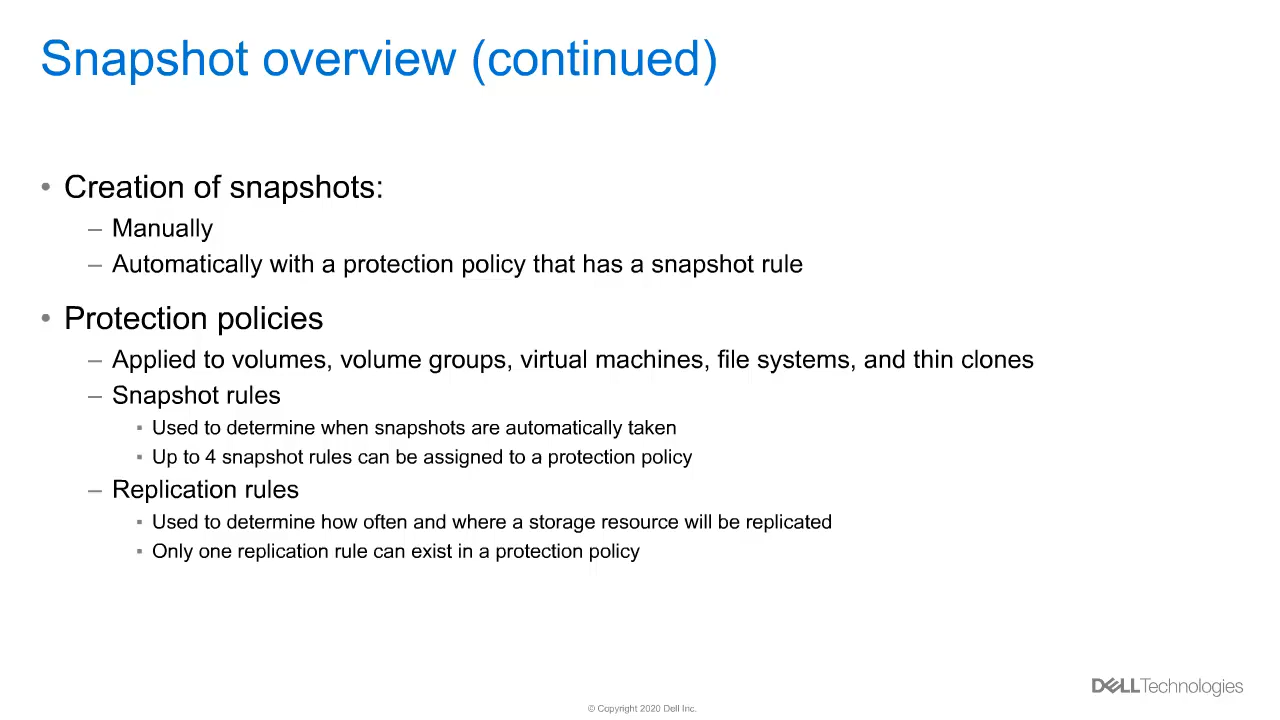 Snapshot overview (continued)
• Creation of snapshots:
– Manually
– Automatically with a protection policy that has a snapshot rule
• Protection policies
– Applied to volumes, volume groups, virtual machines, file systems, and thin clones
– Snapshot rules
▪ Used to determine when snapshots are automatically taken
▪ Up to 4 snapshot rules can be assigned to a protection policy
– Replication rules
▪ Used to determine how often and where a storage resource will be replicated
▪ Only one replication rule can exist in a protection policy
DELLTechnologies
© Copyright 2020 Dell Inc.